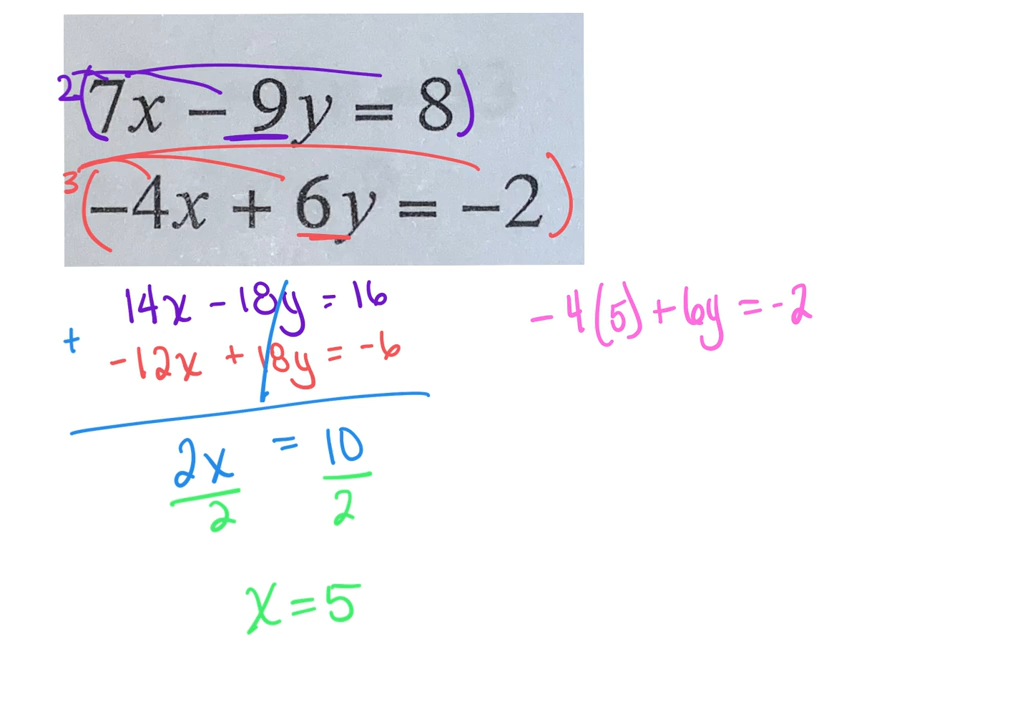 2(7x − 9y = 8)
3(−4x + 6y = −2)
14x - 18y = 16
+ -12x + 18y = -6
2x = 10
2 2
x = 5
-4(5) + 6y = -2